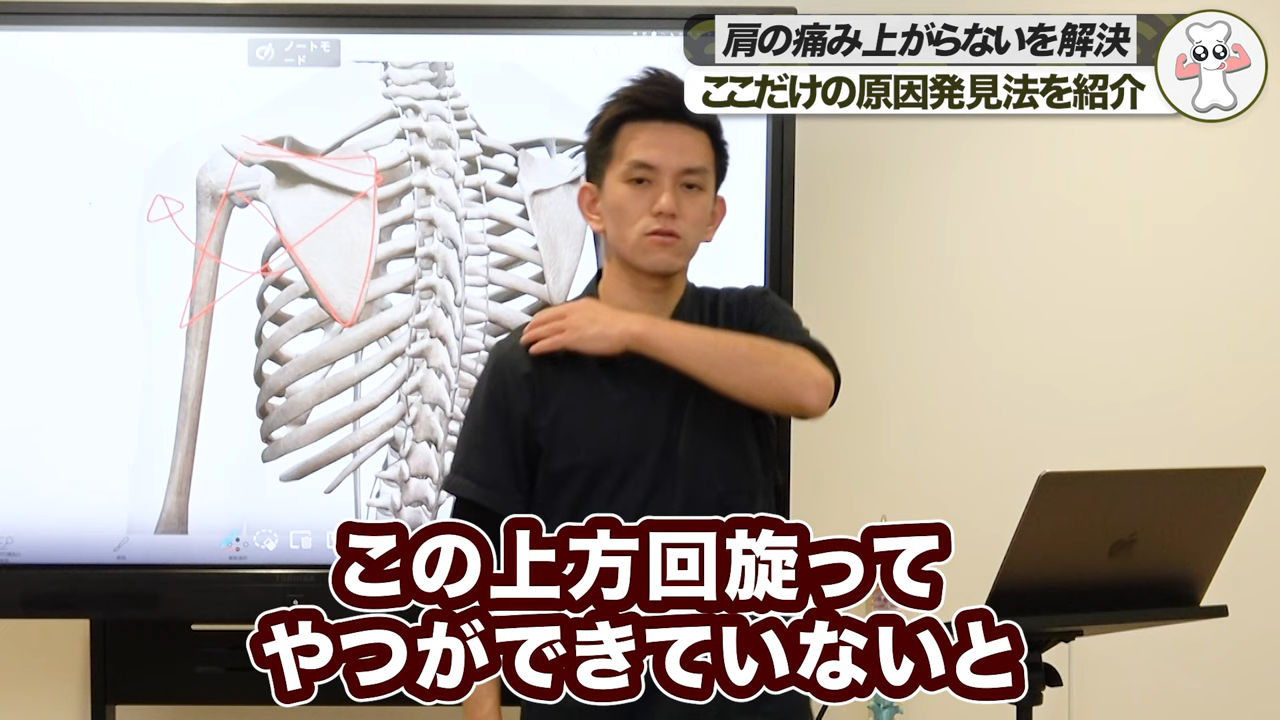 肩の痛み上がらないを解決
ここだけの原因発見法を紹介
ノートモ
ード
この上方回旋って
やつができていないと